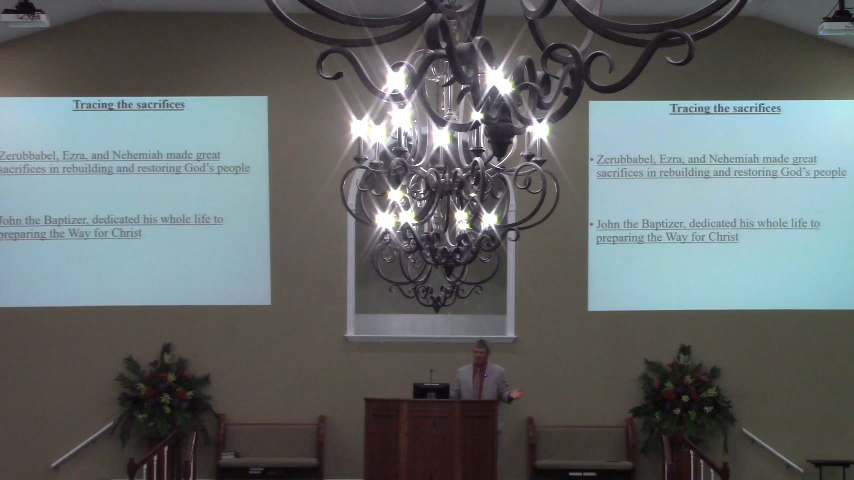 Tracing the sacrifices
Zerubbabel, Ezra, and Nehemiah made great
sacrifices in rebuilding and restoring God's people
John the Baptizer, dedicated his whole life to
preparing the Way for Christ
Tracing the sacrifices
• Zerubbabel, Ezra, and Nehemiah made great
sacrifices in rebuilding and restoring God's people
• John the Baptizer, dedicated his whole life to
preparing the Way for Christ